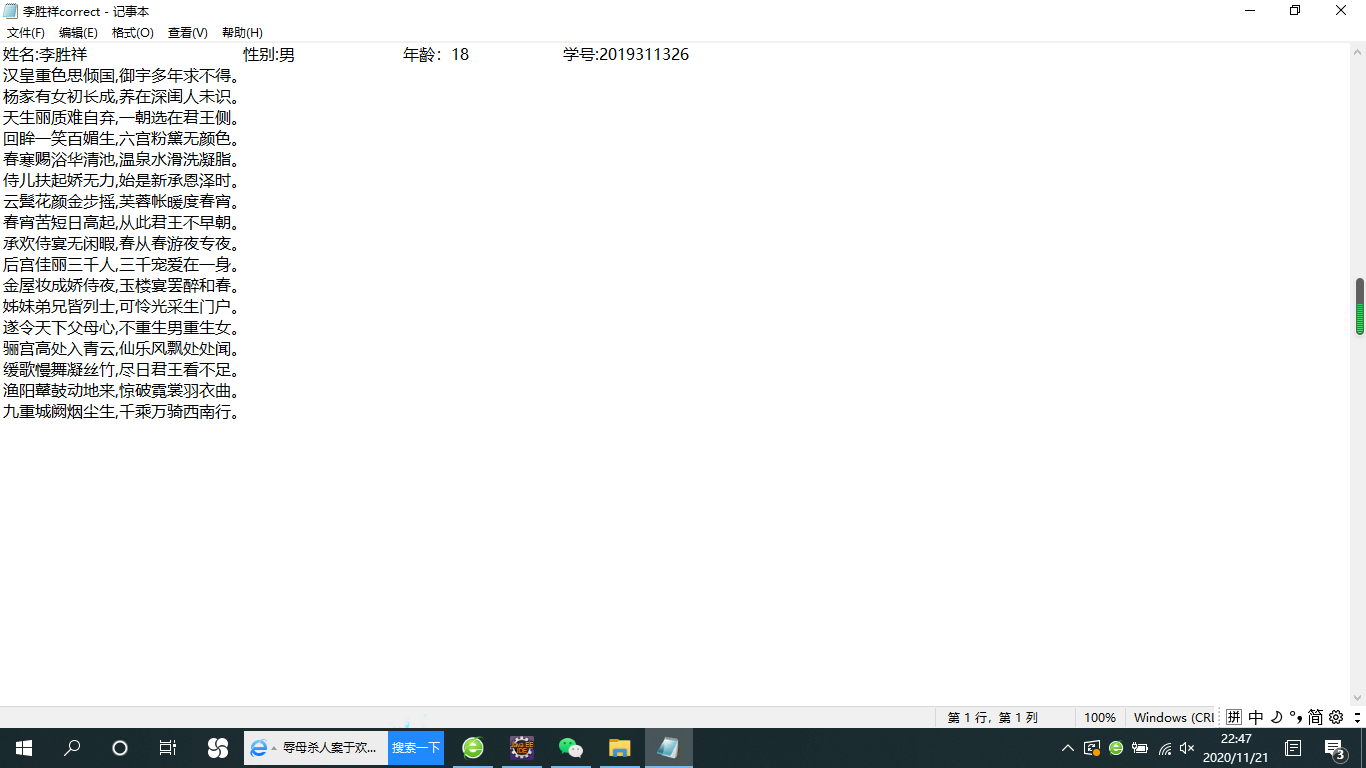 李胜祥correct - 记事本
文件(F) 编辑(E) 格式(O) 查看(V) 帮助(H)
姓名:李胜祥 性别:男 年龄：18 学号:2019311326
汉皇重色思倾国,御宇多年求不得。
杨家有女初长成,养在深闺人未识。
天生丽质难自弃,一朝选在君王侧。
回眸一笑百媚生,六宫粉黛无颜色。
春寒赐浴华清池,温泉水滑洗凝脂。
侍儿扶起娇无力,始是新承恩泽时。
云鬓花颜金步摇,芙蓉帐暖度春宵。
春宵苦短日高起,从此君王不早朝。
承欢侍宴无闲暇,春从春游夜专夜。
后宫佳丽三千人,三千宠爱在一身。
金屋妆成娇侍夜,玉楼宴罢醉和春。
姊妹弟兄皆列士,可怜光采生门户。
遂令天下父母心,不重生男重生女。
骊宫高处入青云,仙乐风飘处处闻。
缓歌慢舞凝丝竹,尽日君王看不足。
渔阳鼙鼓动地来,惊破霓裳羽衣曲。
九重城阙烟尘生,千乘万骑西南行。
第 1 行，第 1 列 100% Windows (CRL 拼 中 简
辱母杀人案于欢... 搜索一下
22:47
2020/11/21
3